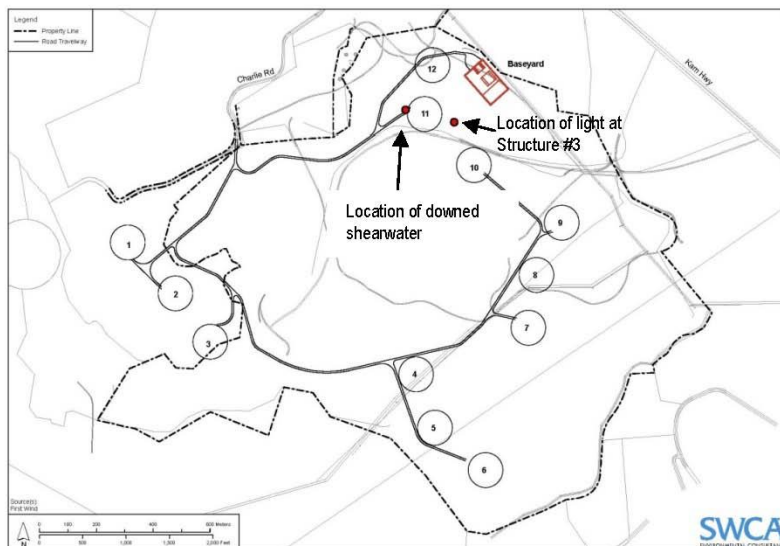 Legend
Property Line
Road Travelway
Charlie Rd
Baseyard
Kam Hwy
12
11
Location of light at
Structure #3
10
Location of downed
shearwater
9
1
8
2
7
3
4
5
6
Source(s)
First Wind
N
0 100 200 400 600 Meters
0 500 1,000 1,500 2,000 Feet
SWCA
ENVIRONMENTAL CONSULTANTS